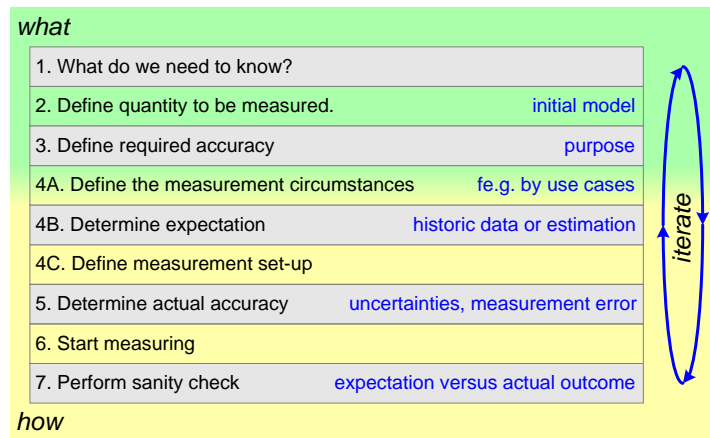 what
1. What do we need to know?
2. Define quantity to be measured. initial model
3. Define required accuracy purpose
4A. Define the measurement circumstances fe.g. by use cases
4B. Determine expectation historic data or estimation
4C. Define measurement set-up
5. Determine actual accuracy uncertainties, measurement error
6. Start measuring
7. Perform sanity check expectation versus actual outcome
how
iterate